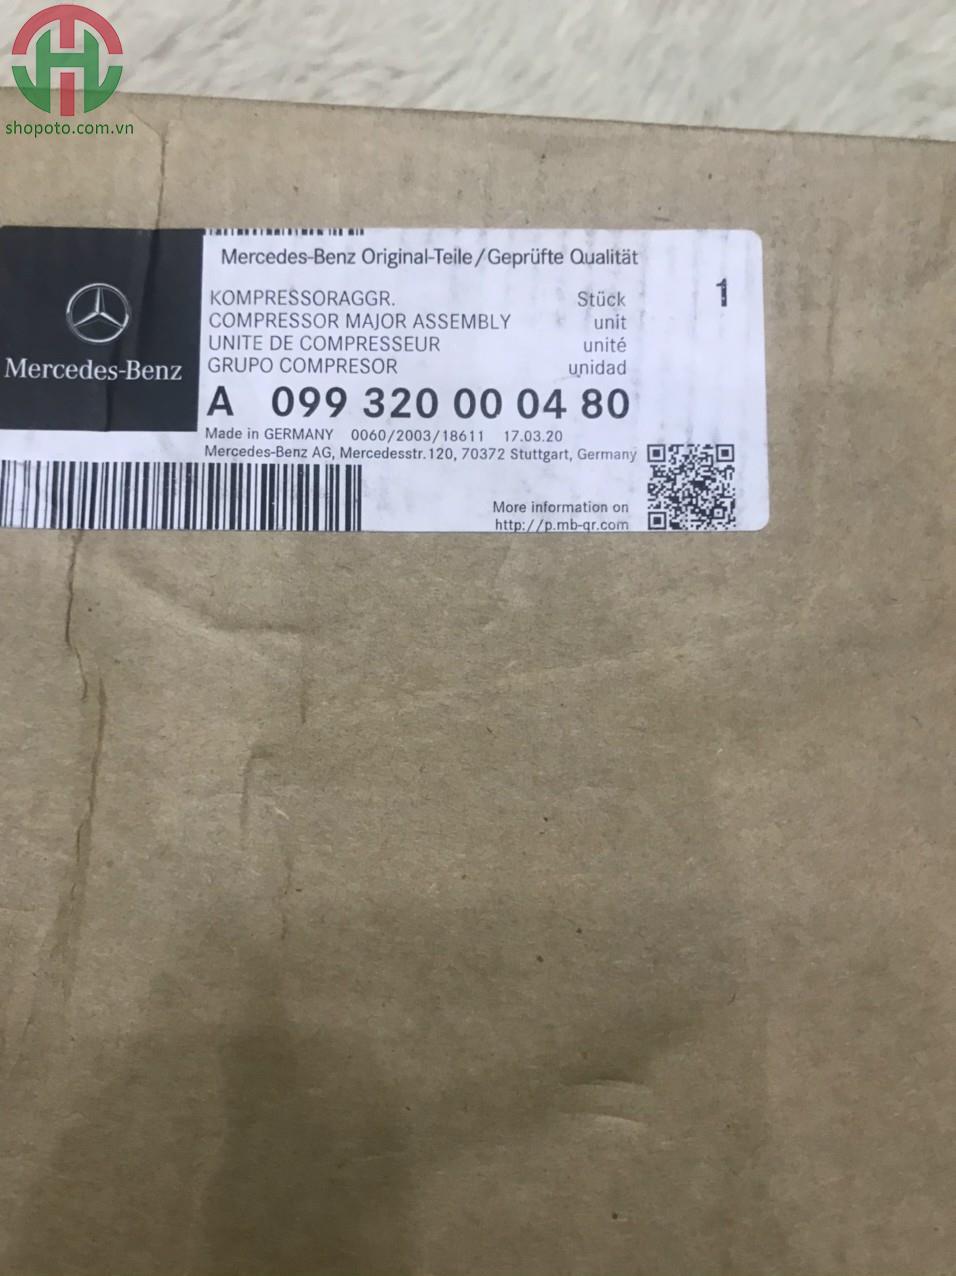 shopoto.com.vn
Mercedes-Benz Original-Teile/Geprüfte Qualität
KOMPRESSORAGGR. Stück 1
COMPRESSOR MAJOR ASSEMBLY unit
UNITE DE COMPRESSEUR unité
GRUPO COMPRESOR unidad
Mercedes-Benz
A 099 320 00 04 80
Made in GERMANY 0060/2003/18611 17.03.20
Mercedes-Benz AG, Mercedesstr.120, 70372 Stuttgart, Germany
More information on
http://p.mb-qr.com